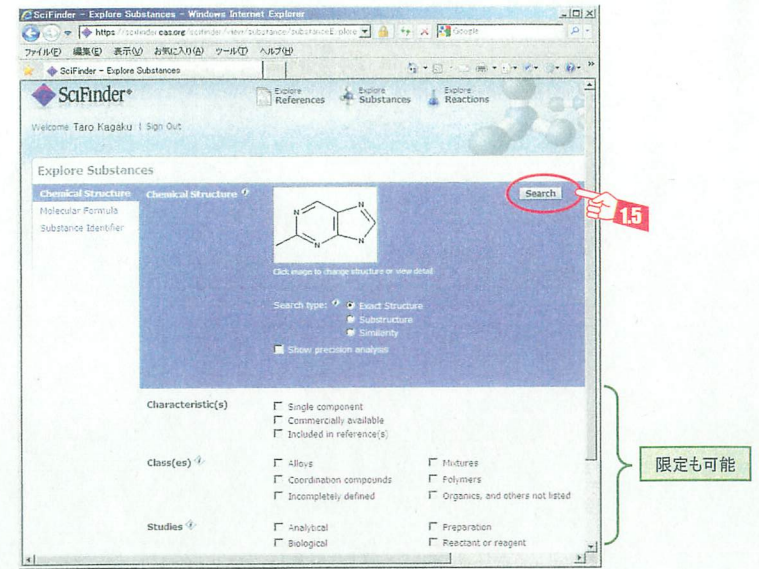 SciFinder - Explore Substances - Windows Internet Explorer
Google
ファイル(F) 編集(E) 表示(V) お気に入り(A) ツール(T) ヘルプ(H)
SciFinder - Explore Substances
SciFinder
Explore References
Explore Substances
Explore Reactions
Welcome Taro Kagaku | Sign Out
Explore Substances
Chemical Structure
Molecular Formula
Substance Identifier
Chemical Structure
N N N N
Search
1.5
Click image to change structure or view detail
Search type: Exact Structure
Substructure
Similarity
Show precision analysis
Characteristic(s)
Single component
Commercially available
Included in reference(s)
Class(es)
Alloys
Mixtures
Coordination compounds
Polymers
Incompletely defined
Organics, and others not listed
Studies
Analytical
Preparation
Biological
Reactant or reagent
限定も可能